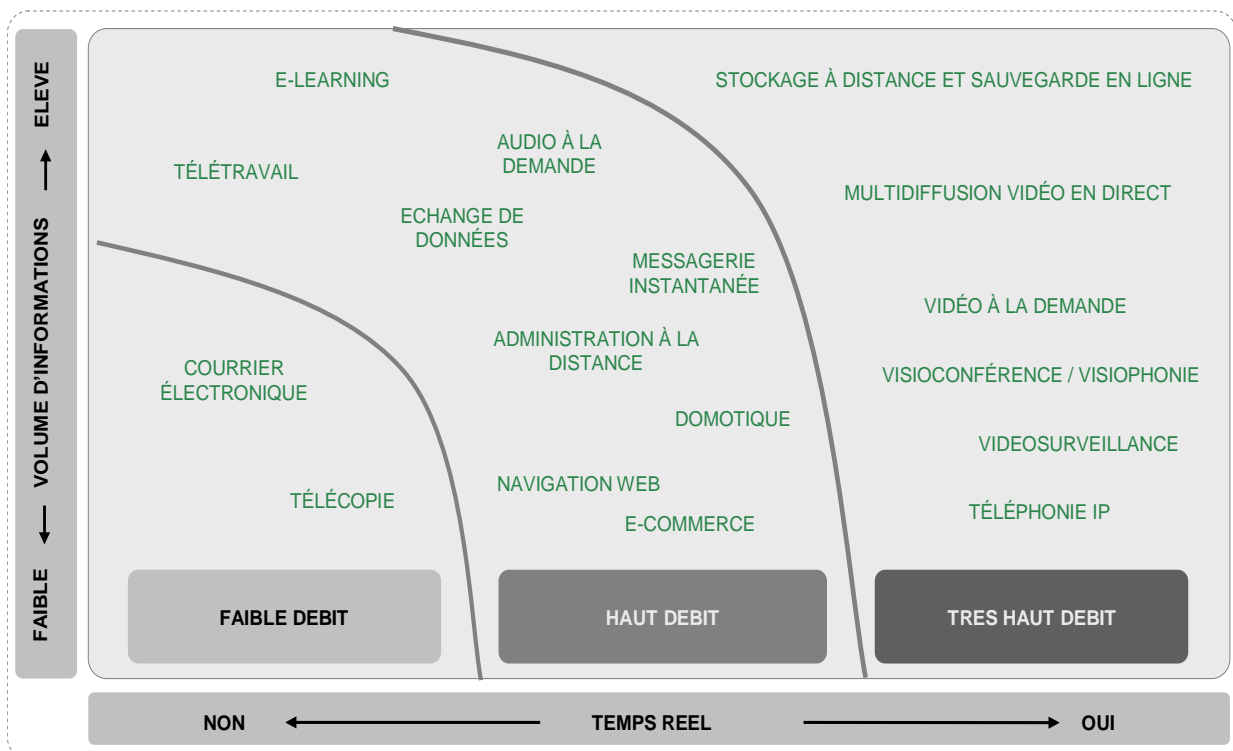 ELEVE
VOLUME D'INFORMATIONS
FAIBLE
E-LEARNING
STOCKAGE À DISTANCE ET SAUVEGARDE EN LIGNE
AUDIO À LA
DEMANDE
TÉLÉTRAVAIL
MULTIDIFFUSION VIDÉO EN DIRECT
ECHANGE DE
DONNÉES
MESSAGERIE
INSTANTANÉE
VIDÉO À LA DEMANDE
ADMINISTRATION À LA
DISTANCE
COURRIER
ÉLECTRONIQUE
VISIOCONFÉRENCE / VISIOPHONIE
DOMOTIQUE
VIDEOSURVEILLANCE
NAVIGATION WEB
TÉLÉCOPIE
E-COMMERCE
TÉLÉPHONIE IP
FAIBLE DEBIT
HAUT DEBIT
TRES HAUT DEBIT
NON
TEMPS REEL
OUI